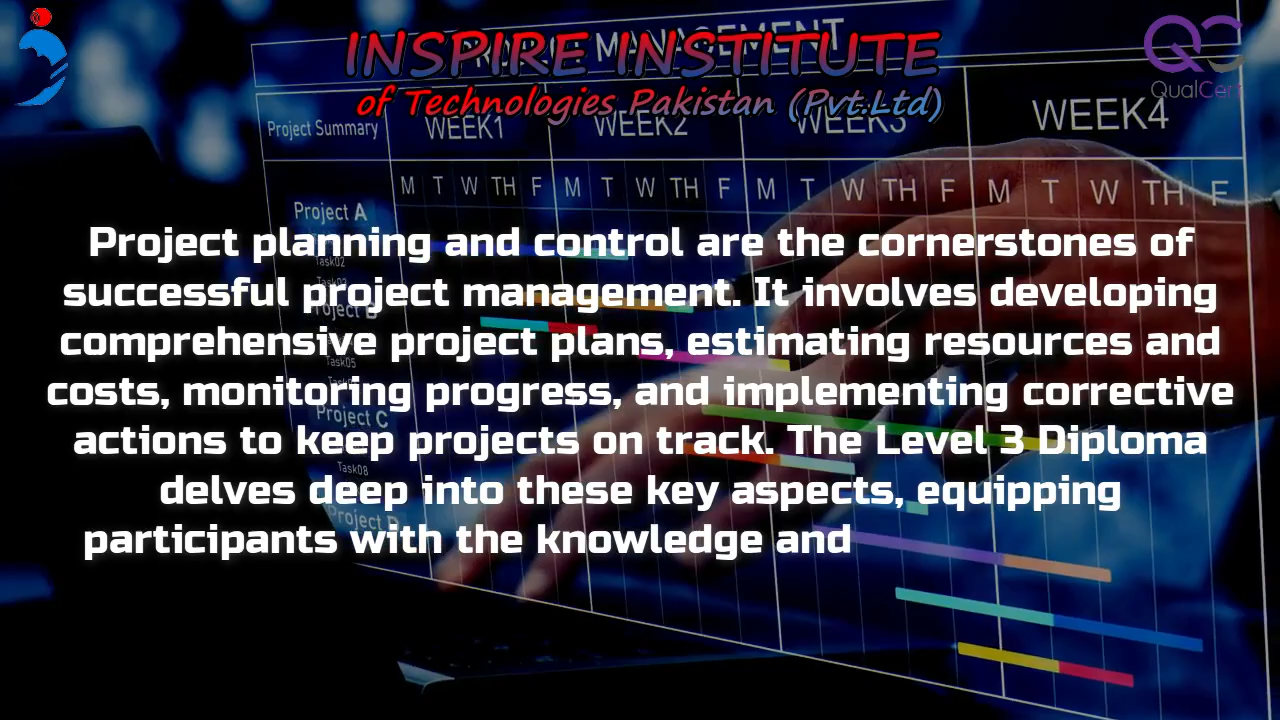 INSPIRE INSTITUTE
of Technologies Pakistan (Pvt.Ltd)
QualCert
MANAGEMENT
Project Summary WEEK1 WEEK2 WEEK3 WEEK4
M T W TH F M T W TH F M T W TH F M T W TH F
Project A
Project planning and control are the cornerstones of
Task02
successful project management. It involves developing
comprehensive project plans, estimating resources and
Task05
costs, monitoring progress, and implementing corrective
Project C
actions to keep projects on track. The Level 3 Diploma
Task08
delves deep into these key aspects, equipping
Project D
participants with the knowledge and